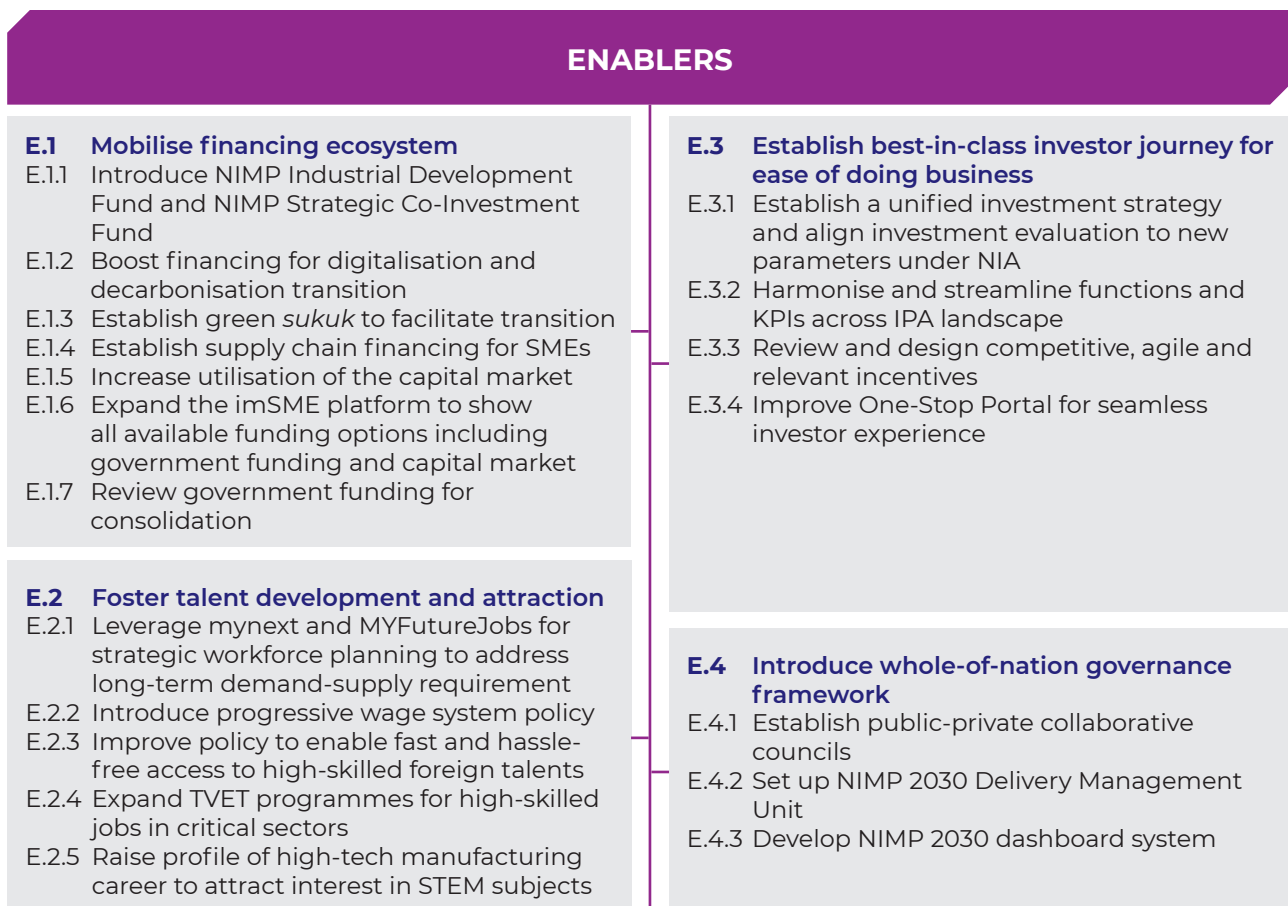 ENABLERS
E.1 Mobilise financing ecosystem
E.1.1 Introduce NIMP Industrial Development
Fund and NIMP Strategic Co-Investment
Fund
E.1.2 Boost financing for digitalisation and
decarbonisation transition
E.1.3 Establish green sukuk to facilitate transition
E.1.4 Establish supply chain financing for SMEs
E.1.5 Increase utilisation of the capital market
E.1.6 Expand the imSME platform to show
all available funding options including
government funding and capital market
E.1.7 Review government funding for
consolidation
E.2 Foster talent development and attraction
E.2.1 Leverage mynext and MYFutureJobs for
strategic workforce planning to address
long-term demand-supply requirement
E.2.2 Introduce progressive wage system policy
E.2.3 Improve policy to enable fast and hassle-
free access to high-skilled foreign talents
E.2.4 Expand TVET programmes for high-skilled
jobs in critical sectors
E.2.5 Raise profile of high-tech manufacturing
career to attract interest in STEM subjects
E.3 Establish best-in-class investor journey for
ease of doing business
E.3.1 Establish a unified investment strategy
and align investment evaluation to new
parameters under NIA
E.3.2 Harmonise and streamline functions and
KPIs across IPA landscape
E.3.3 Review and design competitive, agile and
relevant incentives
E.3.4 Improve One-Stop Portal for seamless
investor experience
E.4 Introduce whole-of-nation governance
framework
E.4.1 Establish public-private collaborative
councils
E.4.2 Set up NIMP 2030 Delivery Management
Unit
E.4.3 Develop NIMP 2030 dashboard system